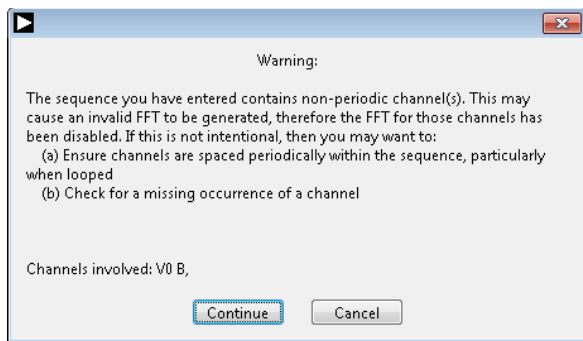 Warning:
The sequence you have entered contains non-periodic channel(s). This may
cause an invalid FFT to be generated, therefore the FFT for those channels has
been disabled. If this is not intentional, then you may want to:
(a) Ensure channels are spaced periodically within the sequence, particularly
when looped
(b) Check for a missing occurrence of a channel
Channels involved: V0 B,
Continue Cancel